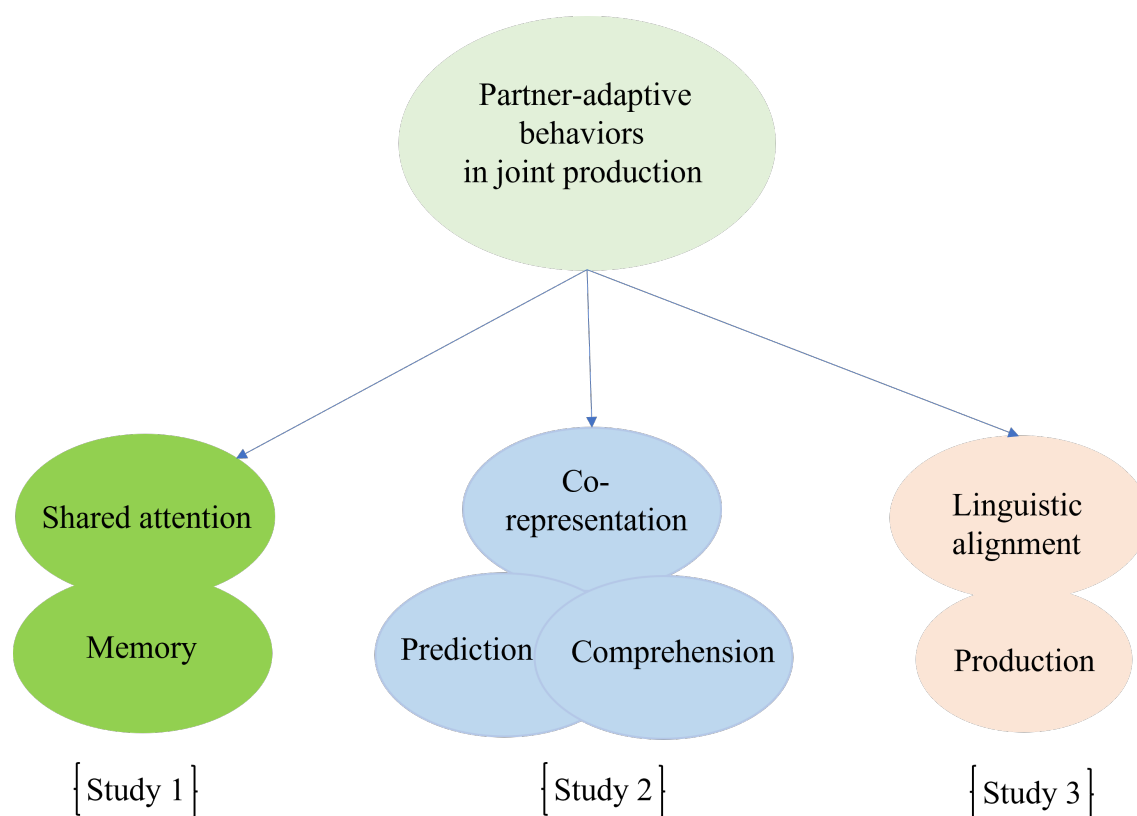 Partner-adaptive
behaviors
in joint production
Shared attention
Memory
Co-
representation
Prediction
Comprehension
Linguistic
alignment
Production
{Study 1}
{Study 2}
{Study 3}